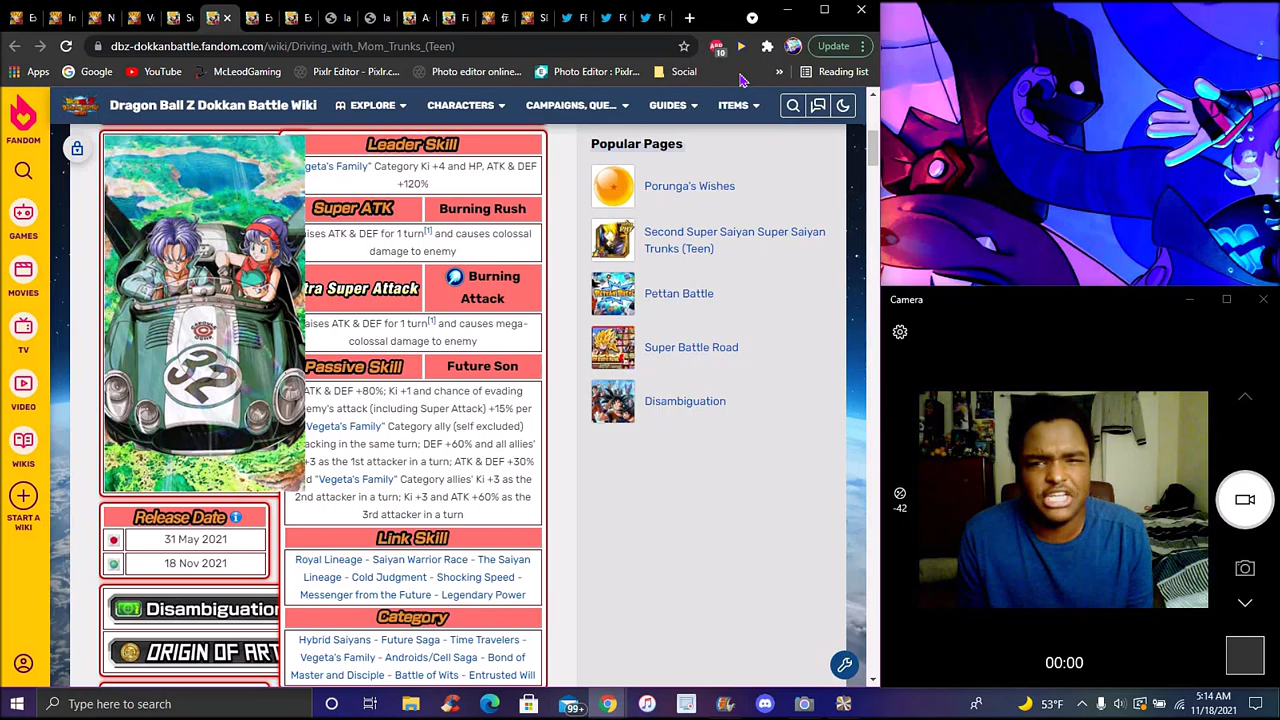 dbz-dokkanbattle.fandom.com/wiki/Driving_with_Mom_Trunks_(Teen)
10
Update
Apps
Google
YouTube
McLeodGaming
Pixlr Editor - Pixlr.c...
Photo editor online...
Photo Editor : Pixlr...
Social
»
Reading list
FANDOM
GAMES
MOVIES
TV
VIDEO
WIKIS
START A
WIKI
Dragon Ball Z Dokkan Battle Wiki
EXPLORE
CHARACTERS
CAMPAIGNS, QUE...
GUIDES
ITEMS
Leader Skill
geta's Family" Category Ki +4 and HP, ATK & DEF
+120%
Super ATK
Burning Rush
ises ATK & DEF for 1 turn[1] and causes colossal
damage to enemy
tra Super Attack
Burning
Attack
aises ATK & DEF for 1 turn[1] and causes mega-
colossal damage to enemy
Passive Skill
Future Son
ATK & DEF +80%; Ki +1 and chance of evading
emy's attack (including Super Attack) +15% per
Vegeta's Family" Category ally (self excluded)
acking in the same turn; DEF +60% and all allies'
+3 as the 1st attacker in a turn; ATK & DEF +30%
d "Vegeta's Family" Category allies' Ki +3 as the
2nd attacker in a turn; Ki +3 and ATK +60% as the
3rd attacker in a turn
Link Skill
Royal Lineage - Saiyan Warrior Race - The Saiyan
Lineage - Cold Judgment - Shocking Speed -
Messenger from the Future - Legendary Power
Category
Hybrid Saiyans - Future Saga - Time Travelers -
Vegeta's Family - Androids/Cell Saga - Bond of
Master and Disciple - Battle of Wits - Entrusted Will
32
Release Date
31 May 2021
18 Nov 2021
Disambiguation
ORIGIN OF ART
Popular Pages
Porunga's Wishes
Second Super Saiyan Super Saiyan
Trunks (Teen)
Pettan Battle
Super Battle Road
Disambiguation
Camera
-42
00:00
Type here to search
99+
53°F
5:14 AM
11/18/2021